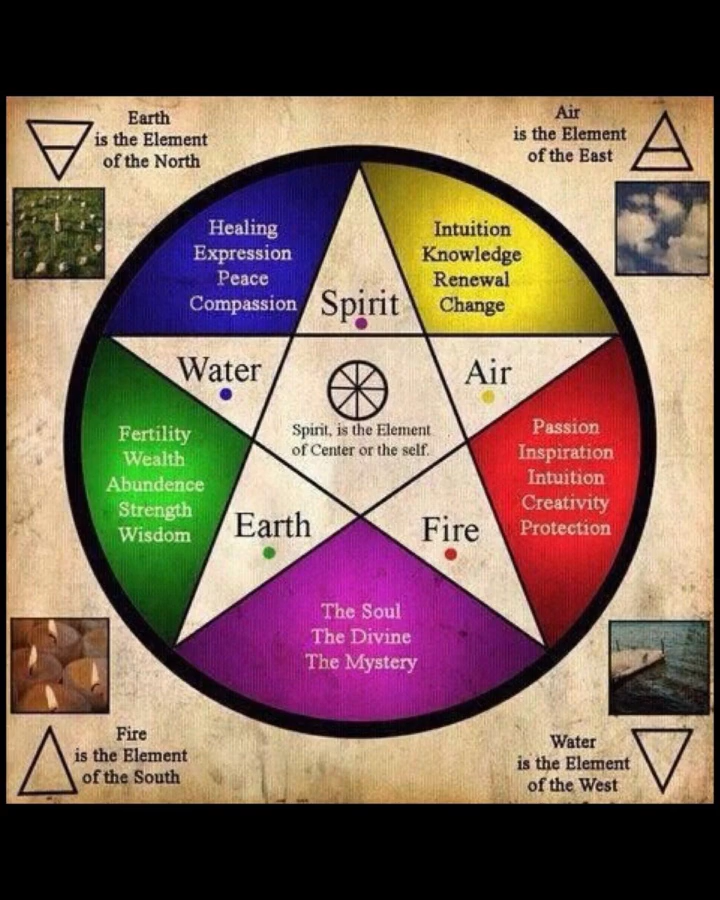 Earth
is the Element
of the North
Air
is the Element
of the East
Healing
Expression
Peace
Compassion
Intuition
Knowledge
Renewal
Change
Spirit
Water
Air
Spirit, is the Element
of Center or the self.
Fertility
Wealth
Abundence
Strength
Wisdom
Passion
Inspiration
Intuition
Creativity
Protection
Earth
Fire
The Soul
The Divine
The Mystery
Fire
is the Element
of the South
Water
is the Element
of the West